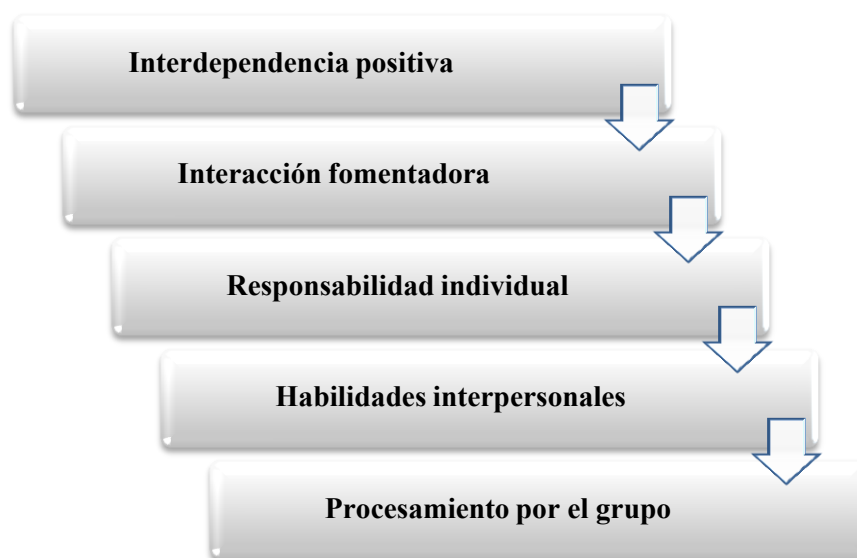 Interdependencia positiva
Interacción fomentadora
Responsabilidad individual
Habilidades interpersonales
Procesamiento por el grupo